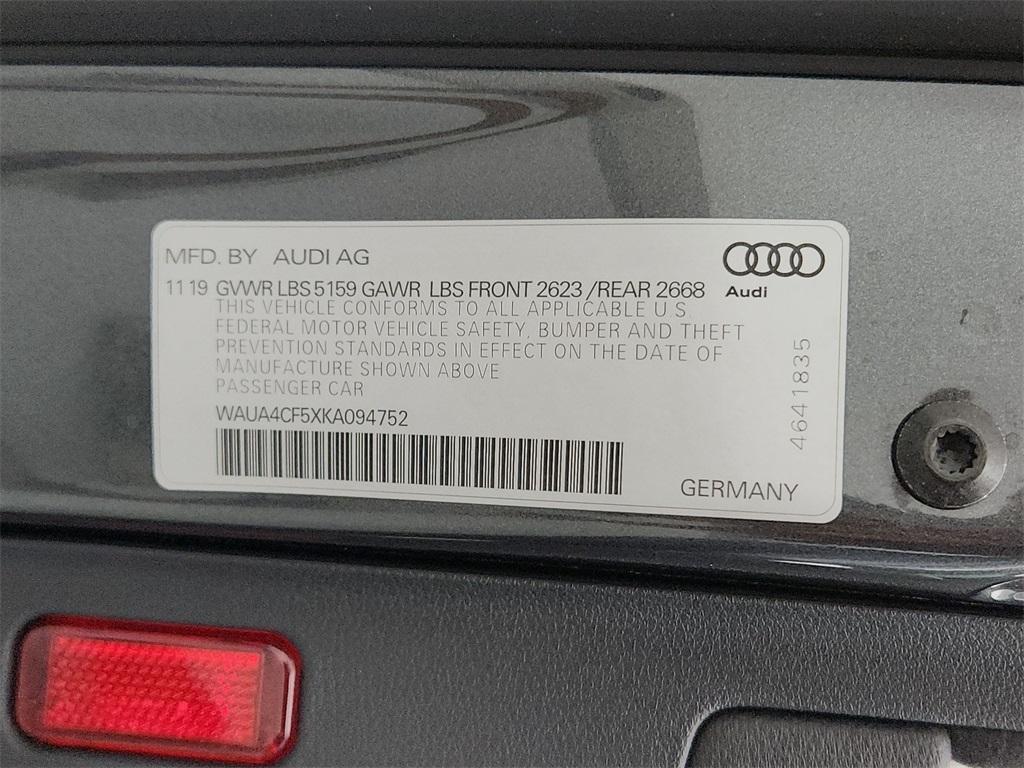 MFD. BY AUDI AG
Audi
11 19 GVWR LBS 5159 GAWR LBS FRONT 2623 /REAR 2668
THIS VEHICLE CONFORMS TO ALL APPLICABLE U S
FEDERAL MOTOR VEHICLE SAFETY, BUMPER AND THEFT
PREVENTION STANDARDS IN EFFECT ON THE DATE OF
MANUFACTURE SHOWN ABOVE
PASSENGER CAR
WAUA4CF5XKA094752
4641835
GERMANY